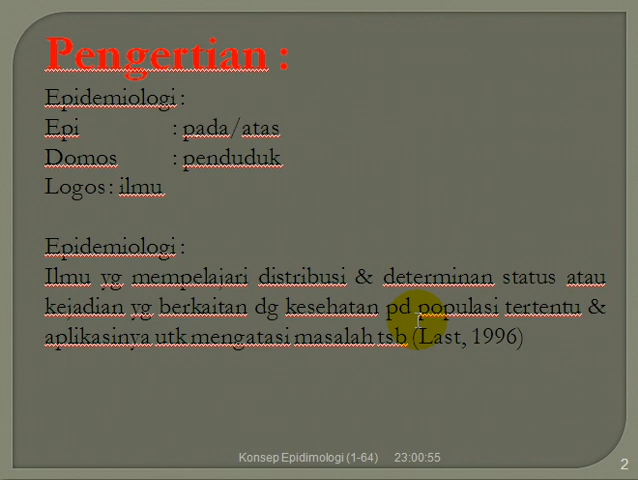 Pengertian :
Epidemiologi :
Epi : pada/atas
Domos : penduduk
Logos : ilmu
Epidemiologi :
Ilmu yg mempelajari distribusi & determinan status atau
kejadian yg berkaitan dg kesehatan pd populasi tertentu &
aplikasinya utk mengatasi masalah tsb (Last, 1996)
Konsep Epidimologi (1-64) 23:00:55
2